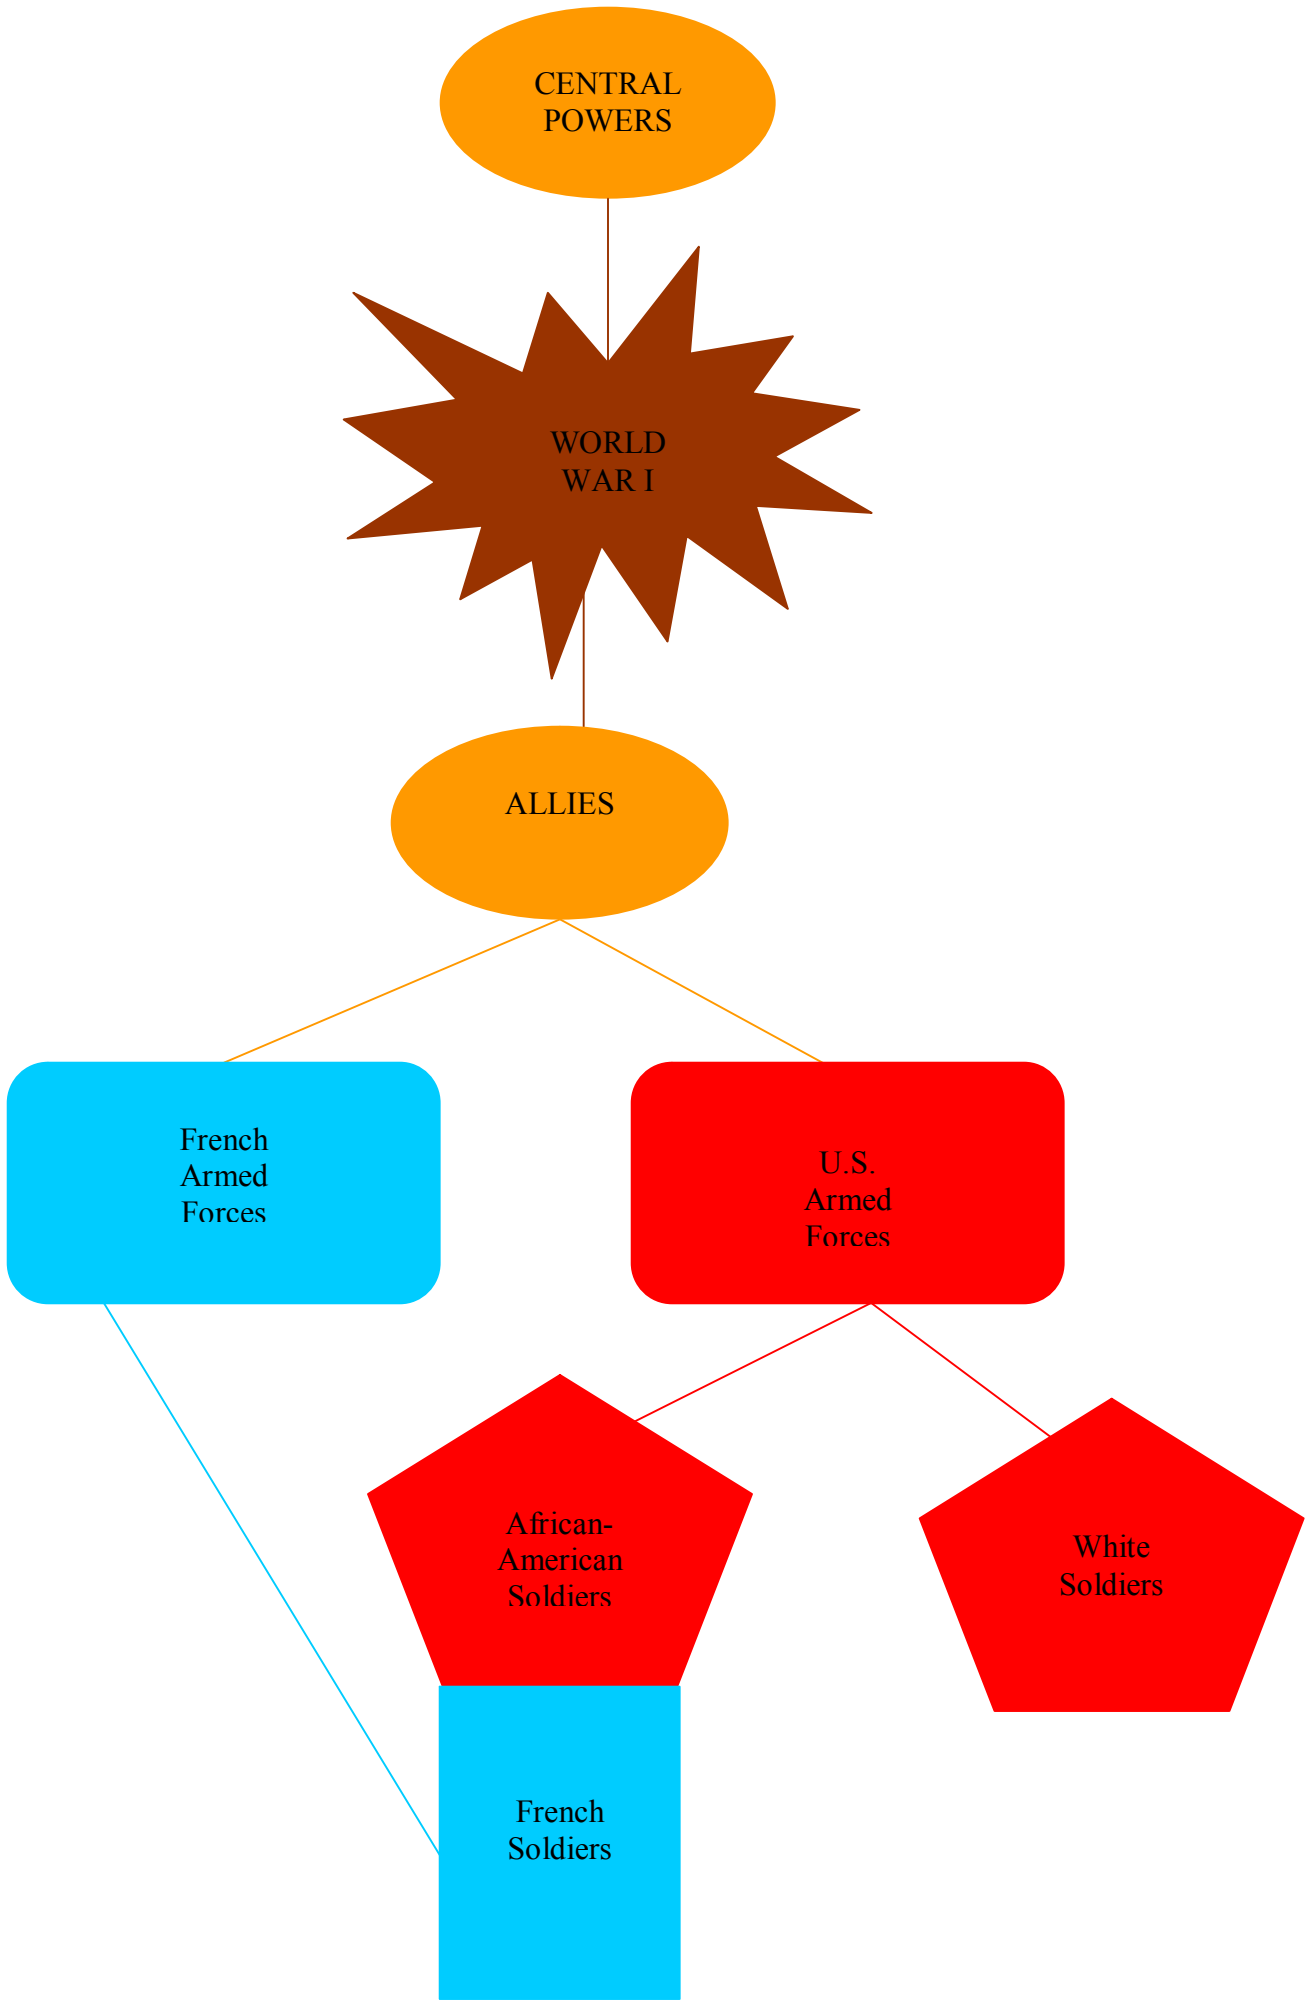 CENTRAL
POWERS
WORLD
WAR I
ALLIES
French
Armed
Forces
U.S.
Armed
Forces
African-
American
Soldiers
White
Soldiers
French
Soldiers